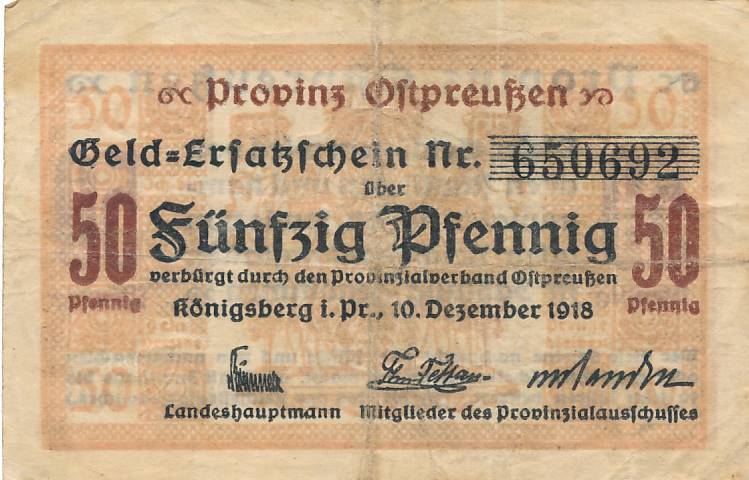 Provinz Ostpreußen
Geld=Ersatzschein Nr. 650692
über
50 Fünfzig Pfennig 50
Pfennig verbürgt durch den Provinzialverband Ostpreußen Pfennig
Königsberg i. Pr., 10. Dezember 1918
Landeshauptmann Mitglieder des Provinzialausschusses